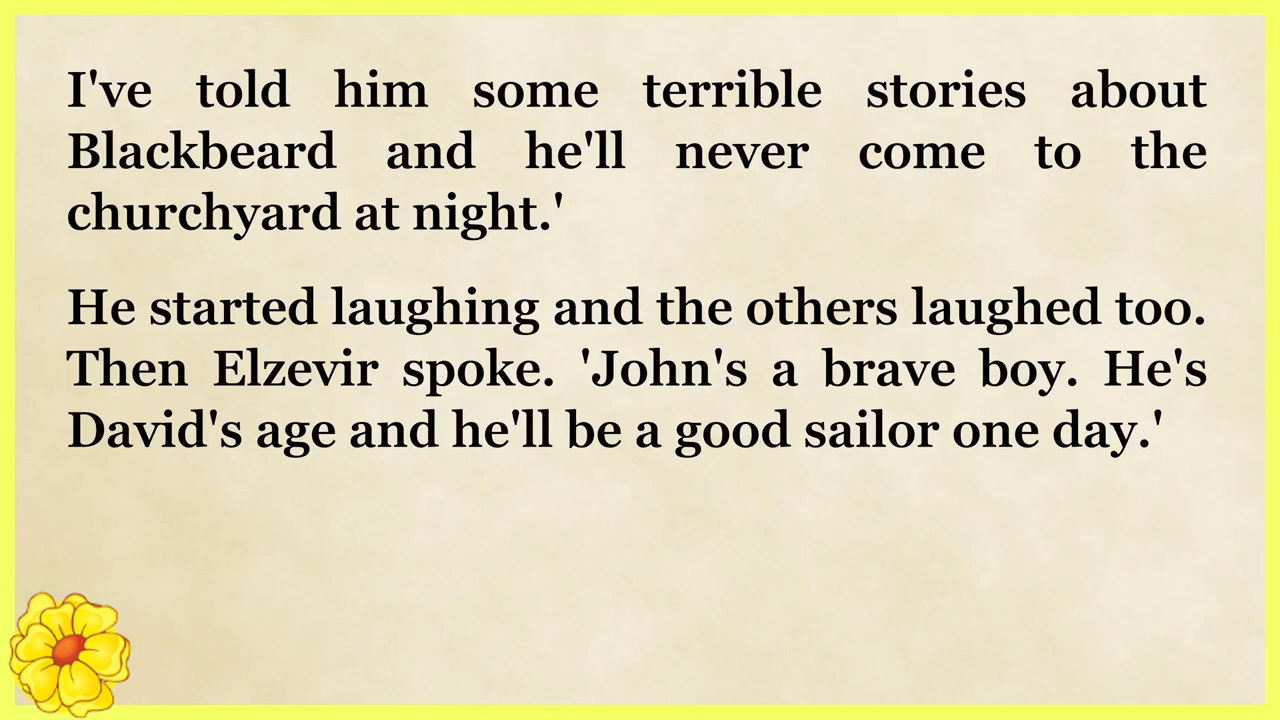 I've told him some terrible stories about
Blackbeard and he'll never come to the
churchyard at night.'
He started laughing and the others laughed too.
Then Elzevir spoke. 'John's a brave boy. He's
David's age and he'll be a good sailor one day.'